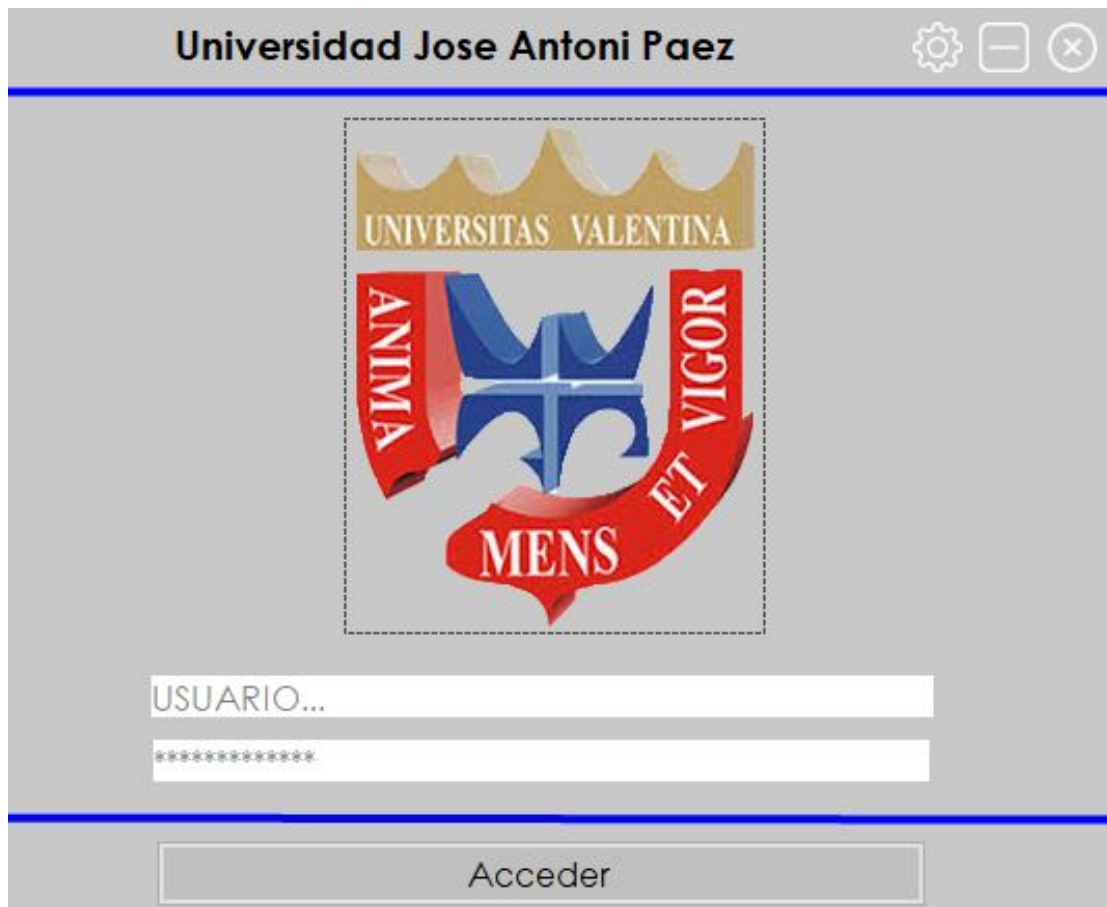 Universidad Jose Antoni Paez
UNIVERSITAS VALENTINA
ANIMA
MENS
ET VIGOR
USUARIO...
*************
Acceder